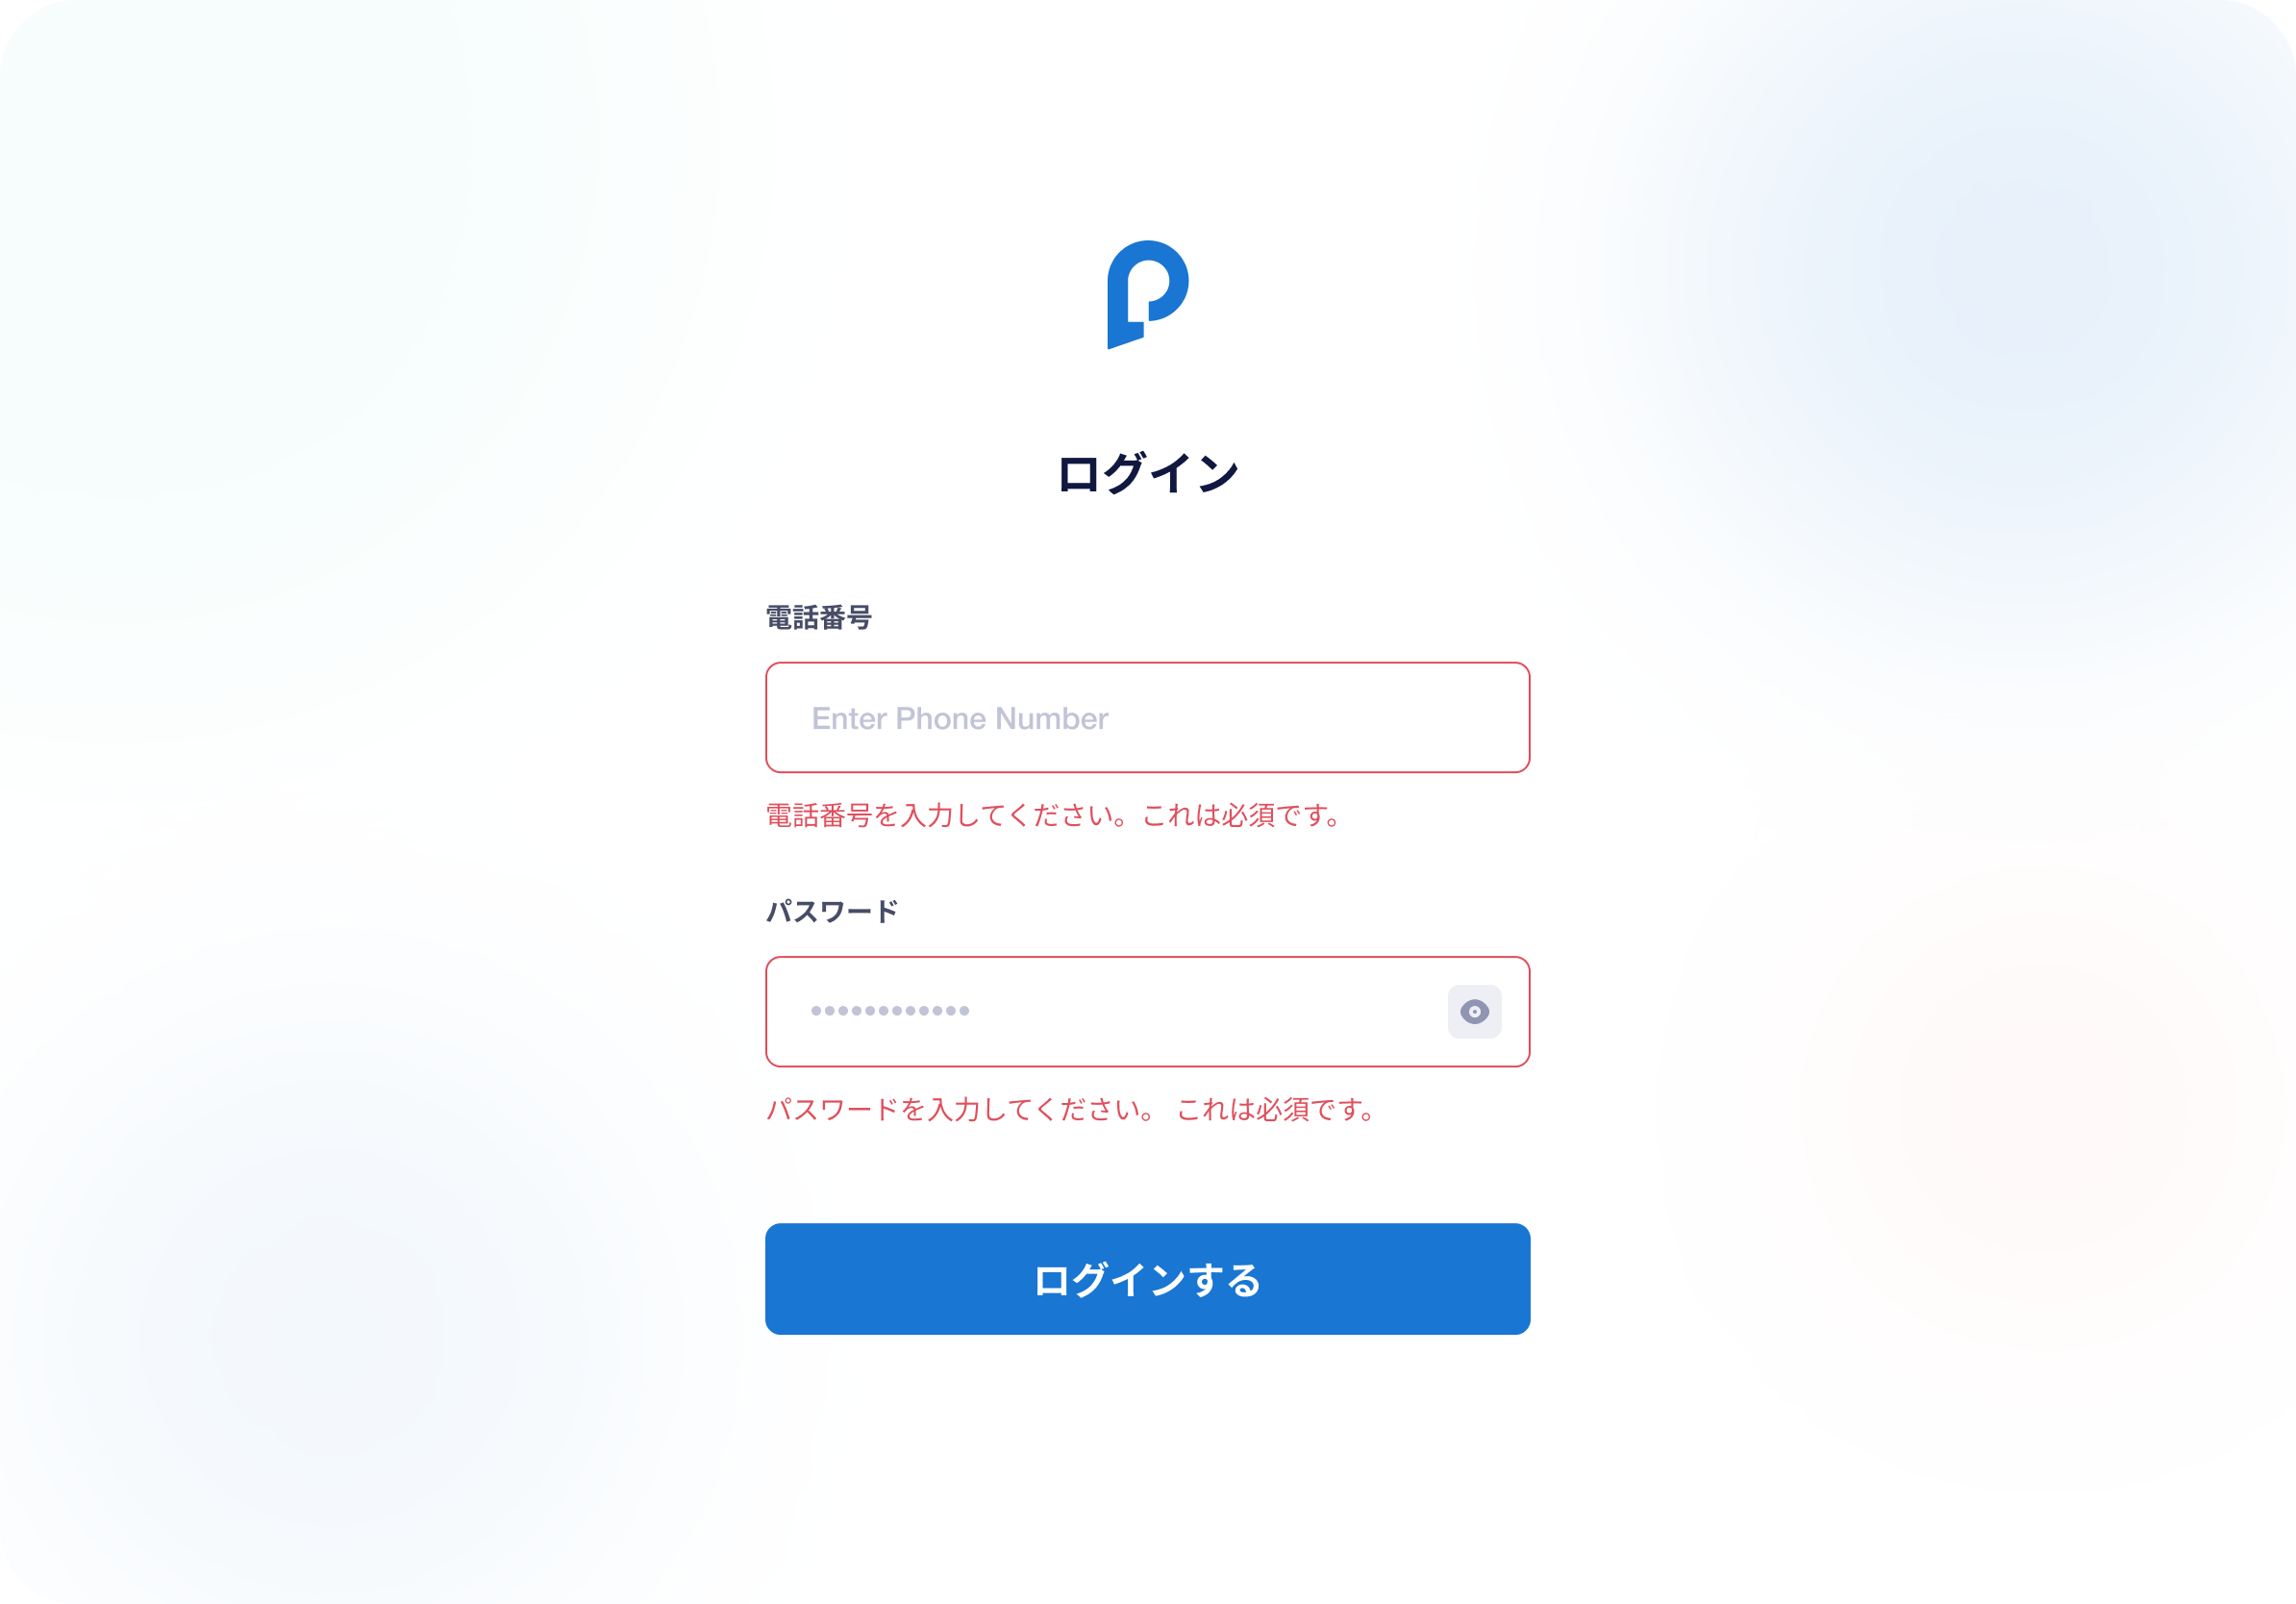 ログイン
電話番号
Enter Phone Number
電話番号を入力してください。これは必須です。
パスワード
••••••••••••
パスワードを入力してください。 これは必須です。
ログインする